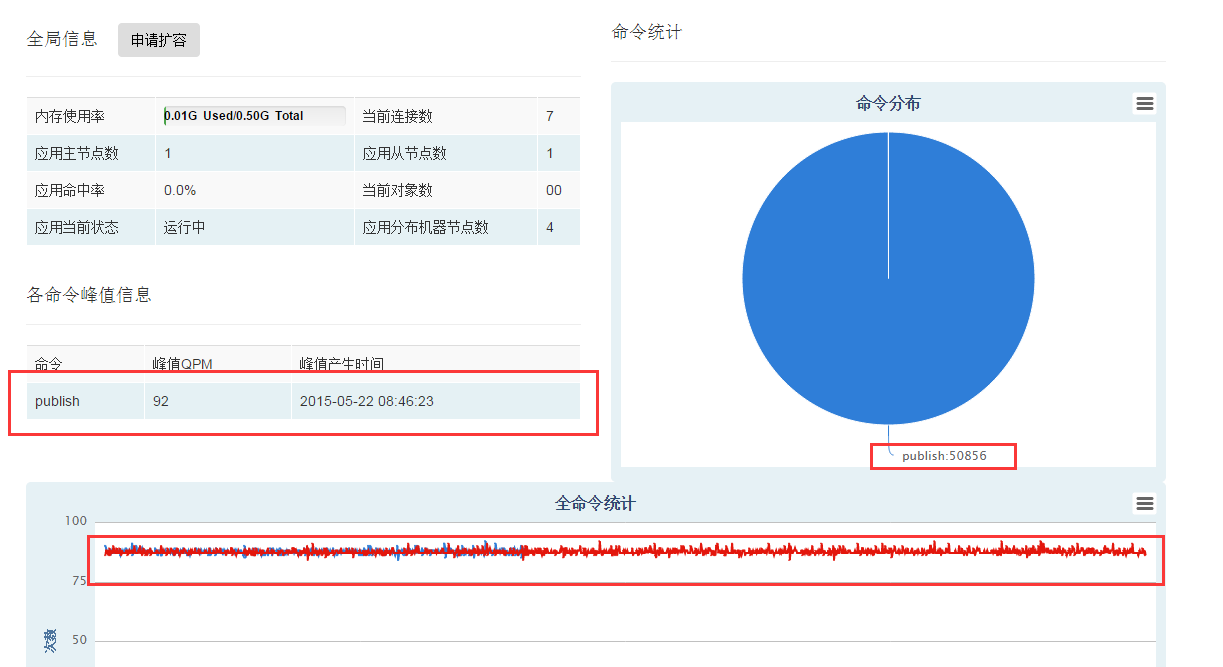 全局信息 申请扩容
内存使用率 0.01G Used/0.50G Total 当前连接数 7
应用主节点数 1 应用从节点数 1
应用命中率 0.0% 当前对象数 00
应用当前状态 运行中 应用分布机器节点数 4
各命令峰值信息
命令 峰值QPM 峰值产生时间
publish 92 2015-05-22 08:46:23
命令统计
命令分布
publish:50856
全命令统计
100
75
50
次数